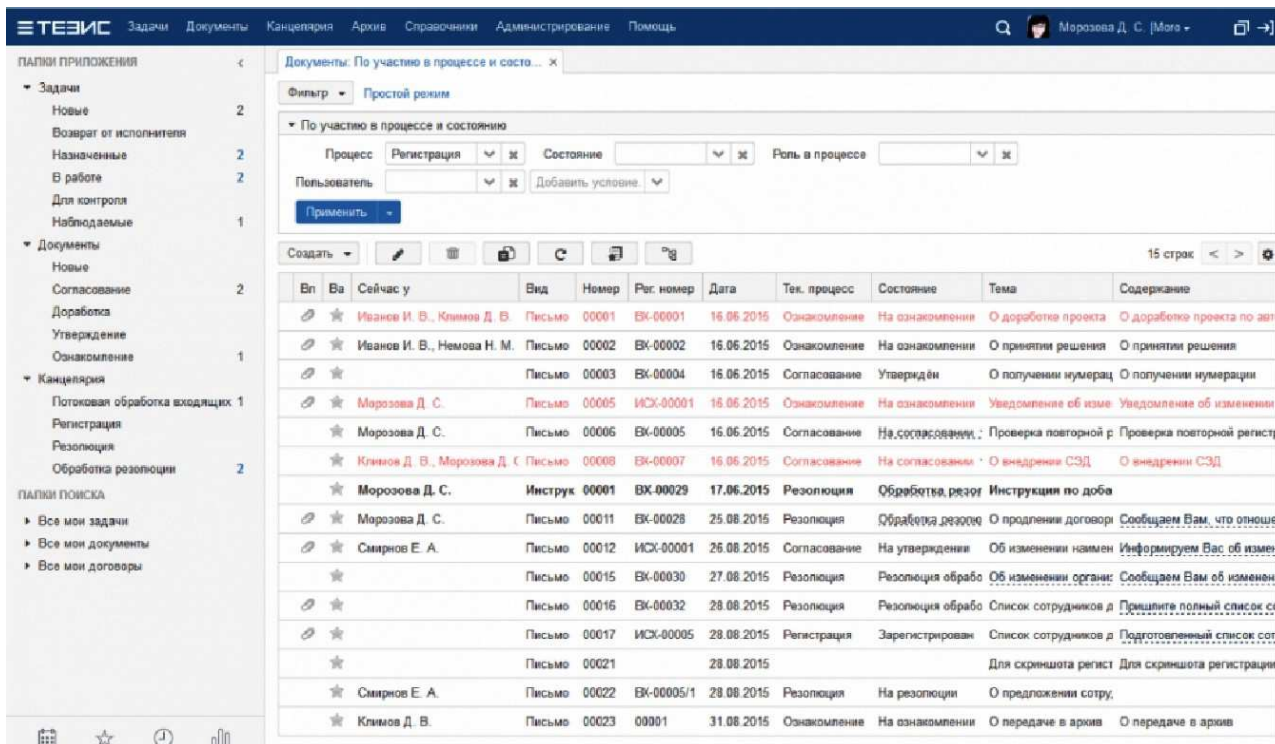 ТЕЗИС Задачи Документы Канцелярия Архив Справочники Администрирование Помощь Морозова Д. С. [Моro
ПАПКИ ПРИЛОЖЕНИЯ
Задачи
Новые 2
Возврат от исполнителя
Назначенные 2
В работе 2
Для контроля
Наблюдаемые 1
Документы
Новые
Согласование 2
Доработка
Утверждение
Ознакомление 1
Канцелярия
Потоковая обработка входящих 1
Регистрация
Резолюция
Обработка резолюции 2
ПАПКИ ПОИСКА
Все мои задачи
Все мои документы
Все мои договоры
Документы: По участию в процессе и состо... ×
Фильтр Простой режим
По участию в процессе и состоянию
Процесс Регистрация Состояние Роль в процессе
Пользователь Добавить условие.
Применить
Создать 15 строк < >
Вл Ва Сейчас у Вид Номер Рег. номер Дата Тек. процесс Состояние Тема Содержание
Иванов И. В., Климов Д. В. Письмо 00001 ВХ-00001 16.06.2015 Ознакомление На ознакомлении О доработке проекта О доработке проекта по авт
Иванов И. В., Немова Н. М. Письмо 00002 ВХ-00002 16.06.2015 Ознакомление На ознакомлении О принятии решения О принятии решения
Письмо 00003 ВХ-00004 16.06.2015 Согласование Утверждён О получении нумерац О получении нумерации
Морозова Д. С. Письмо 00005 ИСХ-00001 16.06.2015 Ознакомление На ознакомлении Уведомление об изме Уведомление об изменении
Морозова Д. С. Письмо 00006 ВХ-00005 16.06.2015 Согласование На согласовании Проверка повторной р Проверка повторной регистр
Климов Д. В., Морозова Д. С Письмо 00008 ВХ-00007 16.06.2015 Согласование На согласовании О внедрении СЭД О внедрении СЭД
Морозова Д. С. Инструк 00001 ВХ-00029 17.06.2015 Резолюция Обработка резол Инструкция по доба
Морозова Д. С. Письмо 00011 ВХ-00028 25.08.2015 Резолюция Обработка резолю О продлении договор Сообщаем Вам, что отноше
Смирнов Е. А. Письмо 00012 ИСХ-00001 26.08.2015 Согласование На утверждении Об изменении наимен Информируем Вас об измен
Письмо 00015 ВХ-00030 27.08.2015 Резолюция Резолюция обрабо Об изменении органи Сообщаем Вам об изменен
Письмо 00016 ВХ-00032 28.08.2015 Резолюция Резолюция обрабо Список сотрудников д Пришлите полный список со
Письмо 00017 ИСХ-00005 28.08.2015 Регистрация Зарегистрирован Список сотрудников д Подготовленный список сот
Письмо 00021 28.08.2015 Для скриншота регист Для скриншота регистрации
Смирнов Е. А. Письмо 00022 ВХ-00005/1 28.08.2015 Резолюция На резолюции О предложении сотру,
Климов Д. В. Письмо 00023 00001 31.08.2015 Ознакомление На ознакомлении О передаче в архив О передаче в архив